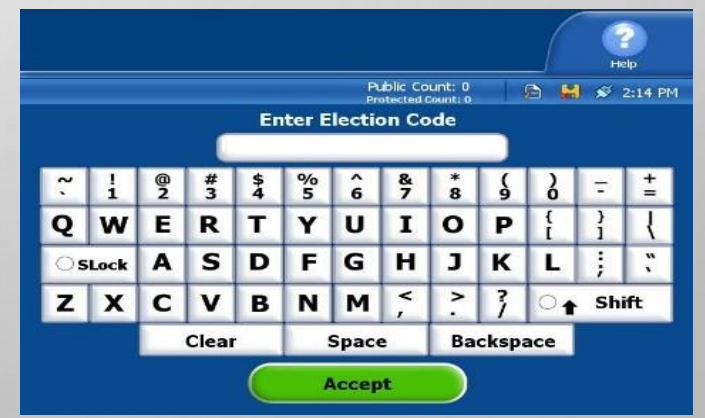 ?
Help
Public Count: 0
Protected Count: 0
2:14 PM
Enter Election Code
~ ! @ # $ % ^ & * ( ) _ +
` 1 2 3 4 5 6 7 8 9 0 - =
Q W E R T Y U I O P { } |
[ ] \
SLock A S D F G H J K L : "
; '
Z X C V B N M < > ? Shift
, . /
Clear Space Backspace
Accept